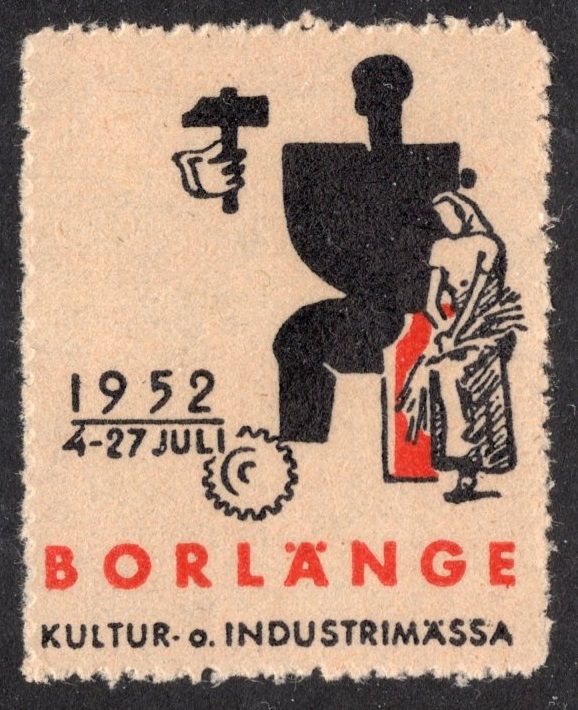 1952
4-27 JULI
BORLÄNGE
KULTUR- o. INDUSTRIMÄSSA